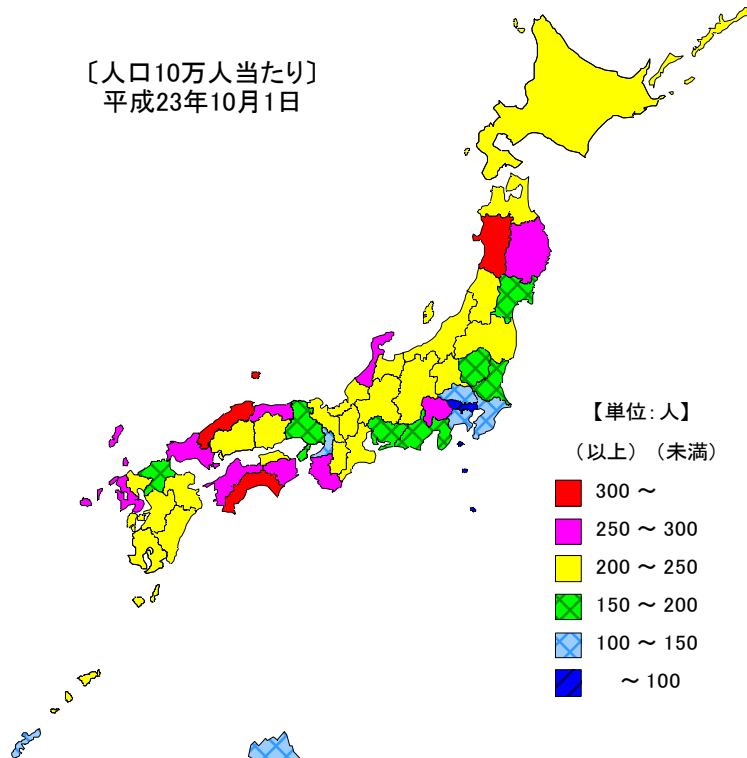 〔人口10万人当たり〕
平成23年10月1日
【単位：人】
（以上）（未満）
300 ～
250 ～ 300
200 ～ 250
150 ～ 200
100 ～ 150
～ 100